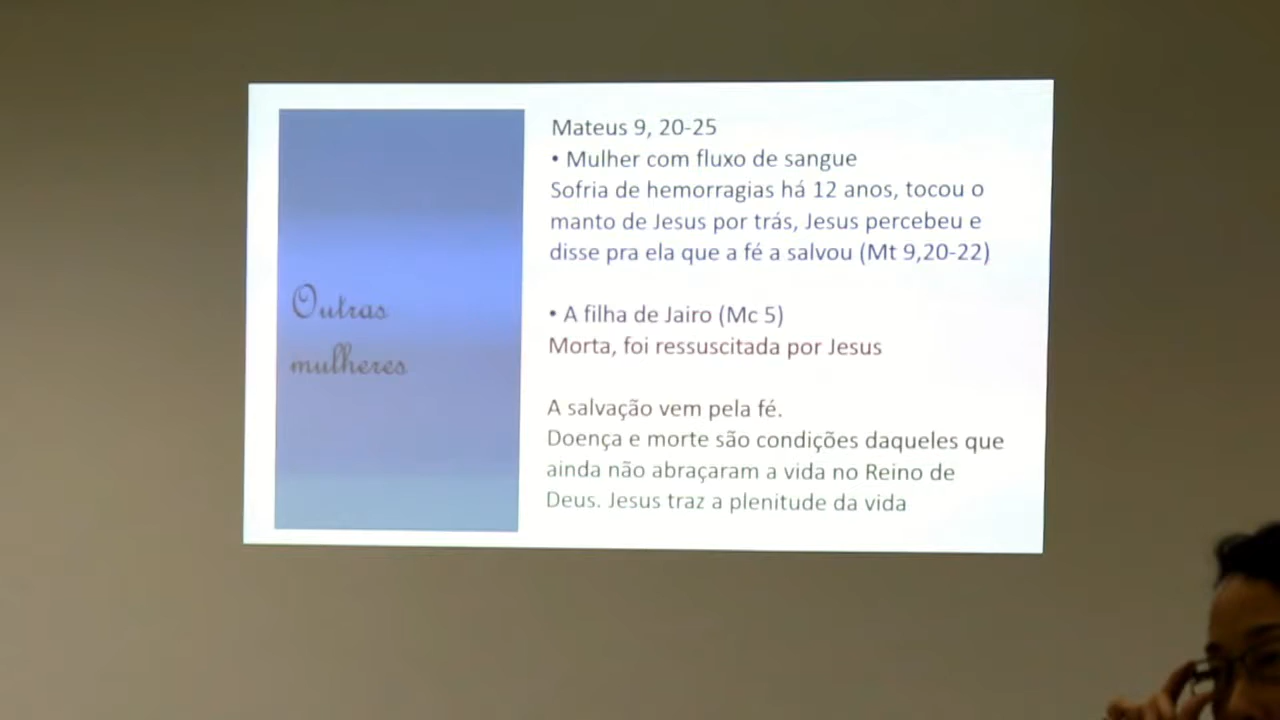 Outras
mulheres
Mateus 9, 20-25
• Mulher com fluxo de sangue
Sofria de hemorragias há 12 anos, tocou o
manto de Jesus por trás, Jesus percebeu e
disse pra ela que a fé a salvou (Mt 9,20-22)
• A filha de Jairo (Mc 5)
Morta, foi ressuscitada por Jesus
A salvação vem pela fé.
Doença e morte são condições daqueles que
ainda não abraçaram a vida no Reino de
Deus. Jesus traz a plenitude da vida